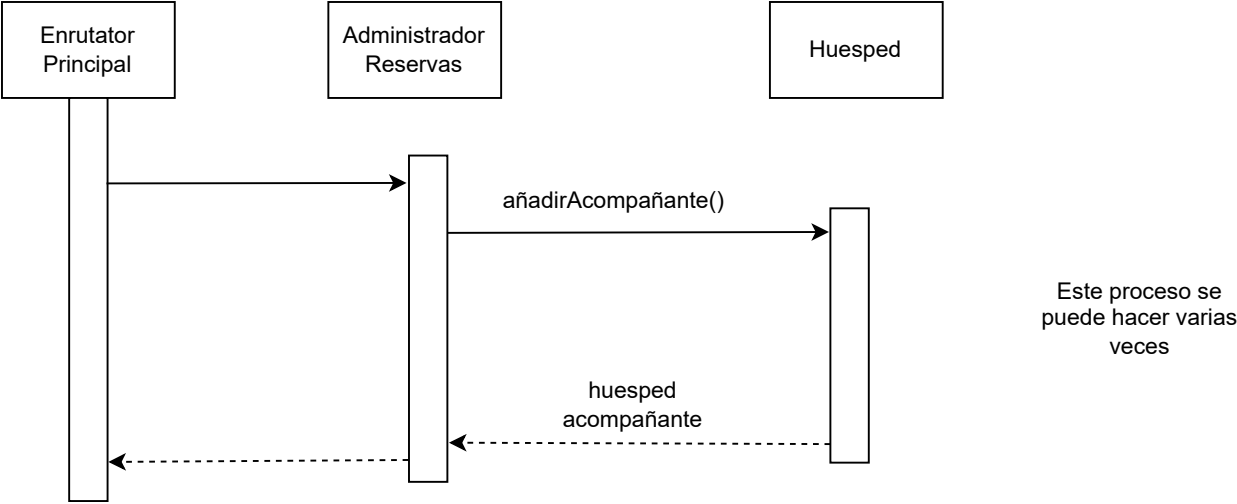 Enrutator
Principal
Administrador
Reservas
Huesped
añadirAcompañante()
Este proceso se
puede hacer varias
veces
huesped
acompañante